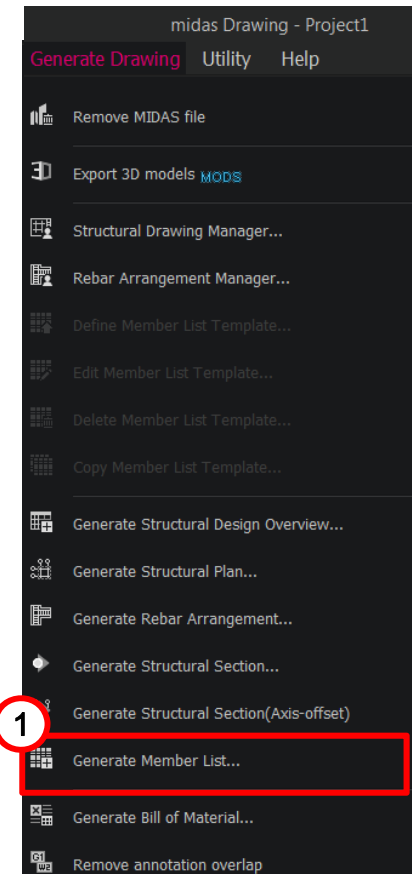 midas Drawing - Project1
Generate Drawing Utility Help
Remove MIDAS file
Export 3D models MODS
Structural Drawing Manager...
Rebar Arrangement Manager...
Define Member List Template...
Edit Member List Template...
Delete Member List Template...
Copy Member List Template...
Generate Structural Design Overview...
Generate Structural Plan...
Generate Rebar Arrangement...
Generate Structural Section...
1
Generate Structural Section(Axis-offset)
Generate Member List...
Generate Bill of Material...
Remove annotation overlap